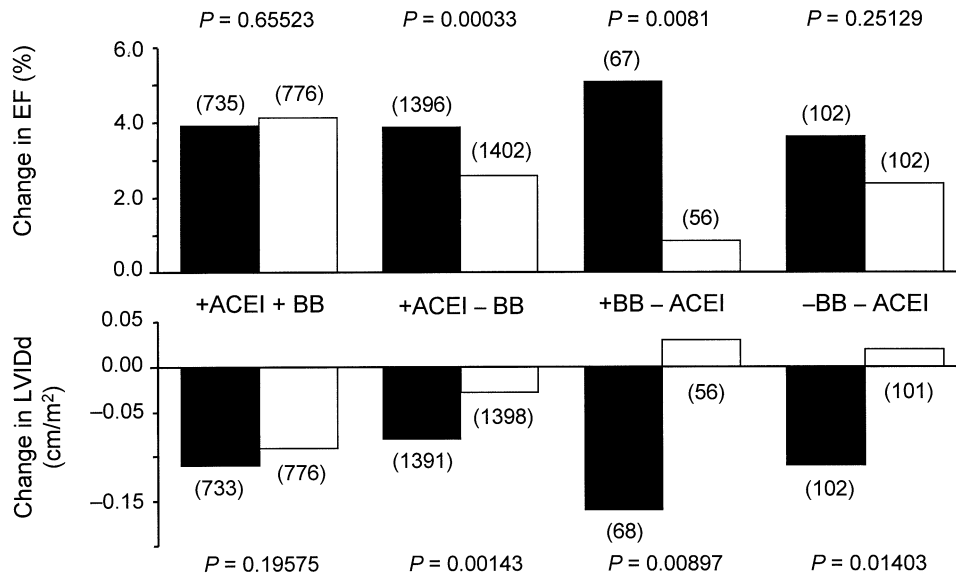 P = 0.65523 P = 0.00033 P = 0.0081 P = 0.25129
Change in EF (%)
6.0
4.0
2.0
0.0
(735) (776) (1396) (1402) (67) (56) (102) (102)
+ACEI + BB +ACEI – BB +BB – ACEI –BB – ACEI
Change in LVIDd
(cm/m²)
0.05
0.00
–0.05
–0.15
(733) (776) (1391) (1398) (68) (56) (102) (101)
P = 0.19575 P = 0.00143 P = 0.00897 P = 0.01403